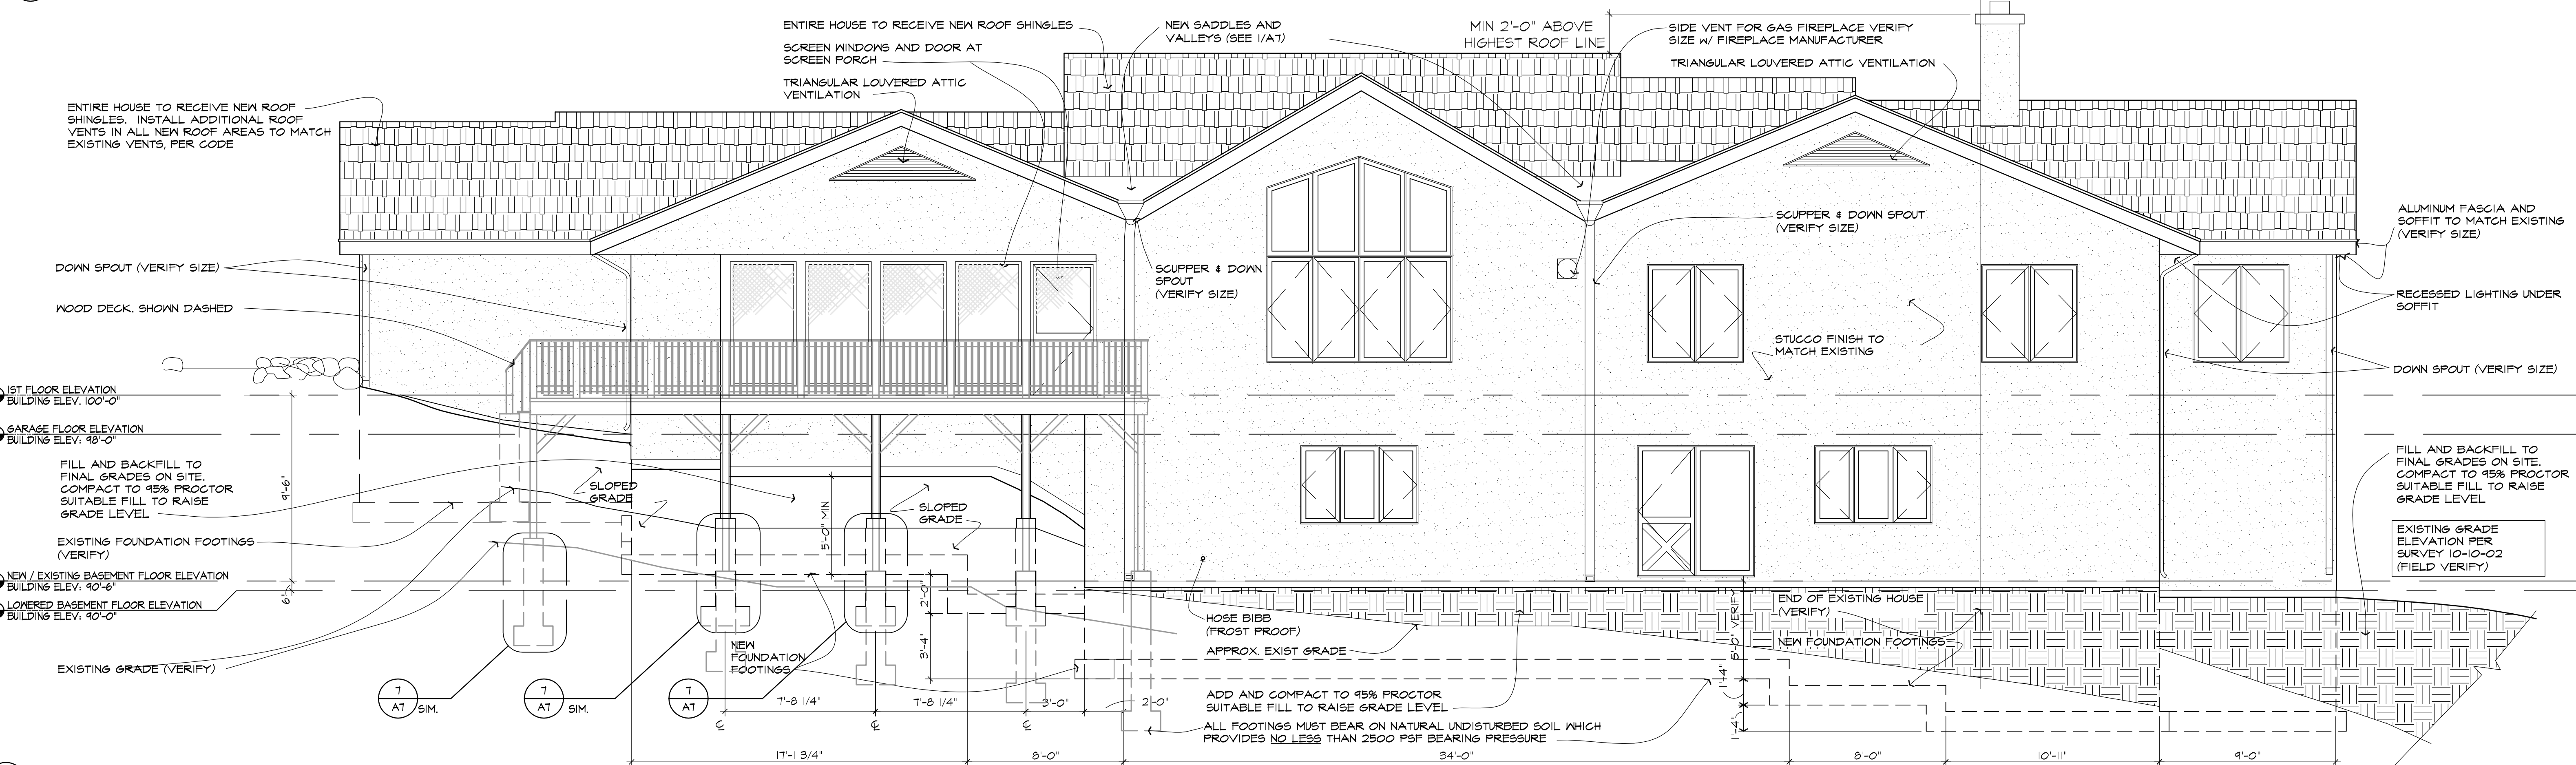 ENTIRE HOUSE TO RECEIVE NEW ROOF SHINGLES
SCREEN WINDOWS AND DOOR AT
SCREEN PORCH
TRIANGULAR LOUVERED ATTIC
VENTILATION
NEW SADDLES AND
VALLEYS (SEE 1/A7)
MIN 2'-0" ABOVE
HIGHEST ROOF LINE
SIDE VENT FOR GAS FIREPLACE VERIFY
SIZE W/ FIREPLACE MANUFACTURER
TRIANGULAR LOUVERED ATTIC VENTILATION
ENTIRE HOUSE TO RECEIVE NEW ROOF
SHINGLES. INSTALL ADDITIONAL ROOF
VENTS IN ALL NEW ROOF AREAS TO MATCH
EXISTING VENTS, PER CODE
SCUPPER & DOWN SPOUT
(VERIFY SIZE)
ALUMINUM FASCIA AND
SOFFIT TO MATCH EXISTING
(VERIFY SIZE)
DOWN SPOUT (VERIFY SIZE)
SCUPPER & DOWN
SPOUT
(VERIFY SIZE)
WOOD DECK, SHOWN DASHED
RECESSED LIGHTING UNDER
SOFFIT
STUCCO FINISH TO
MATCH EXISTING
DOWN SPOUT (VERIFY SIZE)
1ST FLOOR ELEVATION
BUILDING ELEV. 100'-0"
GARAGE FLOOR ELEVATION
BUILDING ELEV: 98'-0"
FILL AND BACKFILL TO
FINAL GRADES ON SITE.
COMPACT TO 95% PROCTOR
SUITABLE FILL TO RAISE
GRADE LEVEL
9'-6"
SLOPED
GRADE
5'-0" MIN
SLOPED
GRADE
FILL AND BACKFILL TO
FINAL GRADES ON SITE.
COMPACT TO 95% PROCTOR
SUITABLE FILL TO RAISE
GRADE LEVEL
EXISTING FOUNDATION FOOTINGS
(VERIFY)
EXISTING GRADE
ELEVATION PER
SURVEY 10-10-02
(FIELD VERIFY)
NEW / EXISTING BASEMENT FLOOR ELEVATION
BUILDING ELEV: 90'-6"
6"
LOWERED BASEMENT FLOOR ELEVATION
BUILDING ELEV: 90'-0"
2'-0"
3'-4"
HOSE BIBB
(FROST PROOF)
APPROX. EXIST GRADE
5'-0" VERIFY
END OF EXISTING HOUSE
(VERIFY)
NEW FOUNDATION FOOTINGS
EXISTING GRADE (VERIFY)
NEW
FOUNDATION
FOOTINGS
7
A7
SIM.
7
A7
SIM.
7
A7
7'-8 1/4"
7'-8 1/4"
3'-0"
2'-0"
ADD AND COMPACT TO 95% PROCTOR
SUITABLE FILL TO RAISE GRADE LEVEL
ALL FOOTINGS MUST BEAR ON NATURAL UNDISTURBED SOIL WHICH
PROVIDES NO LESS THAN 2500 PSF BEARING PRESSURE
1'-4"
1'-4"
17'-1 3/4"
8'-0"
34'-0"
8'-0"
10'-11"
9'-0"